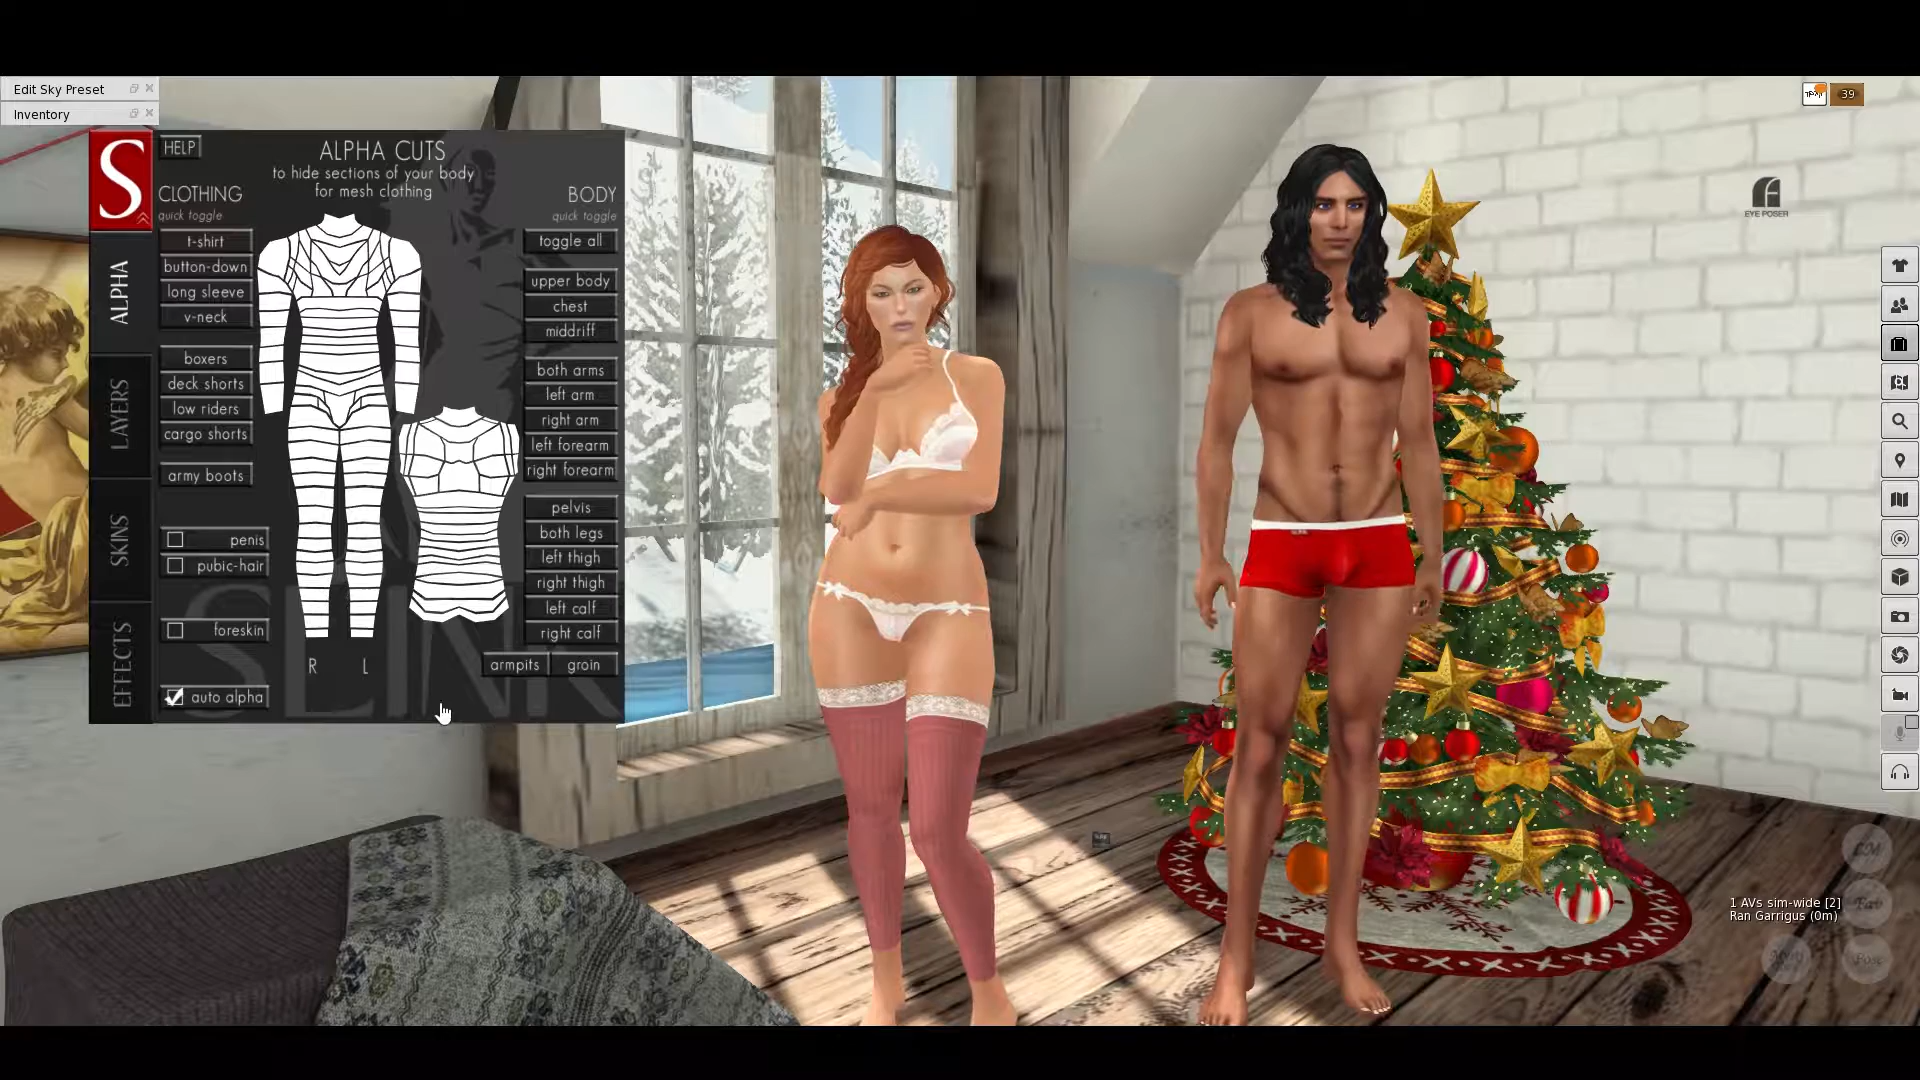 Edit Sky Preset
Inventory
39
EYE POSER
S
HELP
ALPHA CUTS
to hide sections of your body
for mesh clothing
CLOTHING
quick toggle
BODY
quick toggle
ALPHA
LAYERS
SKINS
EFFECTS
t-shirt
button-down
long sleeve
v-neck
boxers
deck shorts
low riders
cargo shorts
army boots
penis
pubic-hair
foreskin
auto alpha
R L
toggle all
upper body
chest
middriff
both arms
left arm
right arm
left forearm
right forearm
pelvis
both legs
left thigh
right thigh
left calf
right calf
armpits groin
SLINK
LM
1 AVs sim-wide [2]
Ran Garrigus (0m)
Fav
Pose